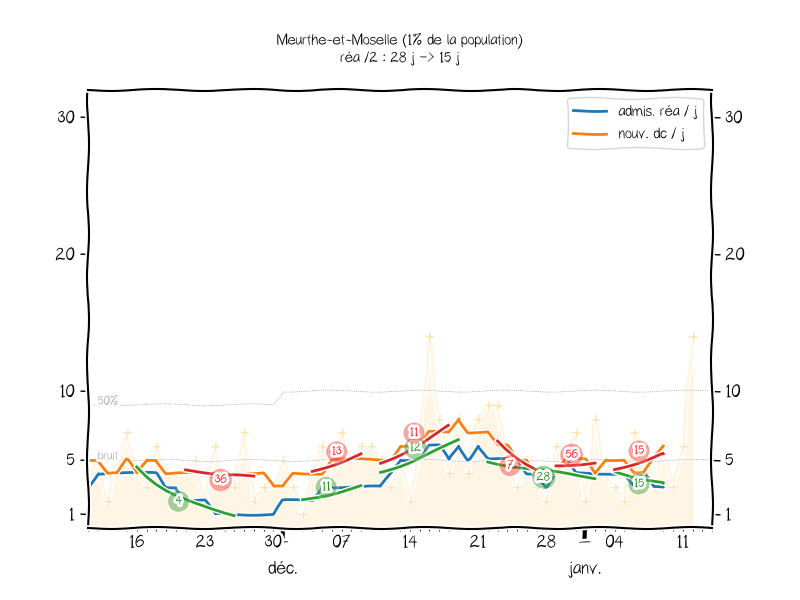 Meurthe-et-Moselle (1% de la population)
réa /2 : 28 j -> 15 j
admis. réa / j
nouv. dc / j
30 30
20 20
10 10
50%
bruit
5 5
1 1
11 13 56 15
12
36 7 28
4 11 15
16 23 30 07 14 21 28 04 11
déc. janv.